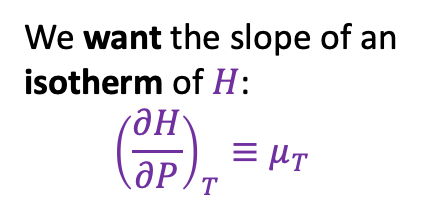 We want the slope of an
isotherm of H:
(∂H/∂P)_T ≡ μ_T